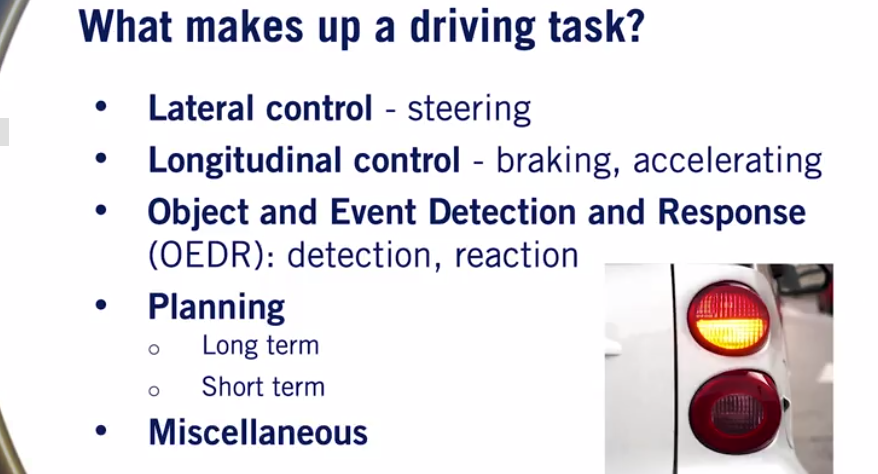 What makes up a driving task?
• Lateral control - steering
• Longitudinal control - braking, accelerating
• Object and Event Detection and Response
(OEDR): detection, reaction
• Planning
○ Long term
○ Short term
• Miscellaneous